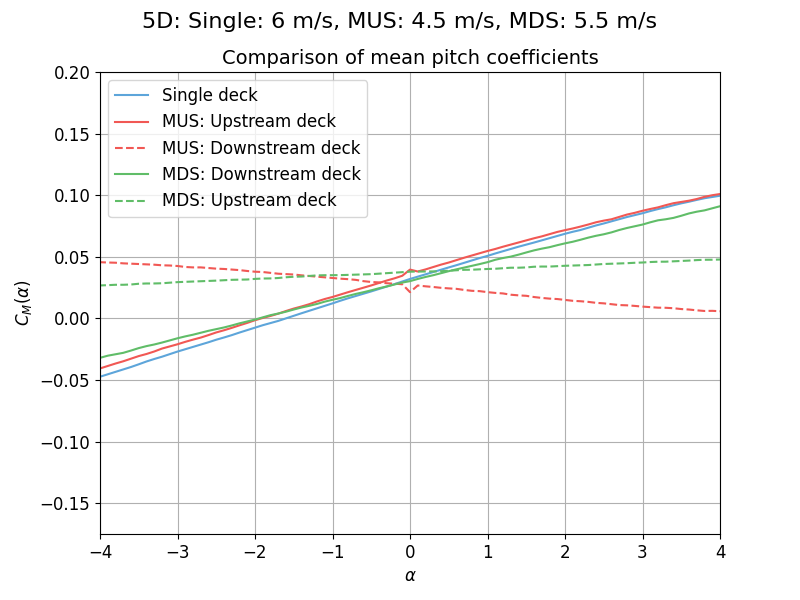 5D: Single: 6 m/s, MUS: 4.5 m/s, MDS: 5.5 m/s
Comparison of mean pitch coefficients
Single deck
MUS: Upstream deck
MUS: Downstream deck
MDS: Downstream deck
MDS: Upstream deck
0.20
0.15
0.10
0.05
0.00
−0.05
−0.10
−0.15
C_M(α)
−4 −3 −2 −1 0 1 2 3 4
α